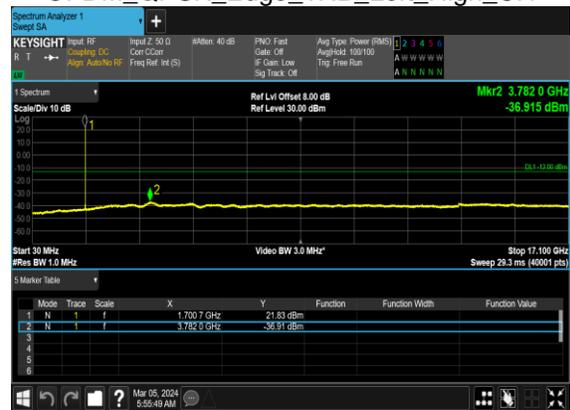 Spectrum Analyzer 1
Swept SA
+
KEYSIGHT Input: RF Input Z: 50 Ω #Atten: 40 dB PNO: Fast Avg Type: Power (RMS) 1 2 3 4 5 6
R T Coupling: DC Corr CCorr Gate: Off Avg|Hold: 100/100 A W W W W W
Align: Auto/No RF Freq Ref: Int (S) IF Gain: Low Trig: Free Run
LW Sig Track: Off A N N N N N
1 Spectrum Ref Lvl Offset 8.00 dB Mkr2 3.782 0 GHz
Scale/Div 10 dB Ref Level 30.00 dBm -36.915 dBm
Log
1
20.0
10.0
0.00
-10.0
DL1 -13.00 dBm
-20.0
2
-30.0
-40.0
-50.0
-60.0
Start 30 MHz Video BW 3.0 MHz* Stop 17.100 GHz
#Res BW 1.0 MHz Sweep 29.3 ms (40001 pts)
5 Marker Table
Mode Trace Scale X Y Function Function Width Function Value
1 N 1 f 1.700 7 GHz 21.83 dBm
2 N 1 f 3.782 0 GHz -36.91 dBm
3
4
5
6
? Mar 05, 2024
5:55:49 AM